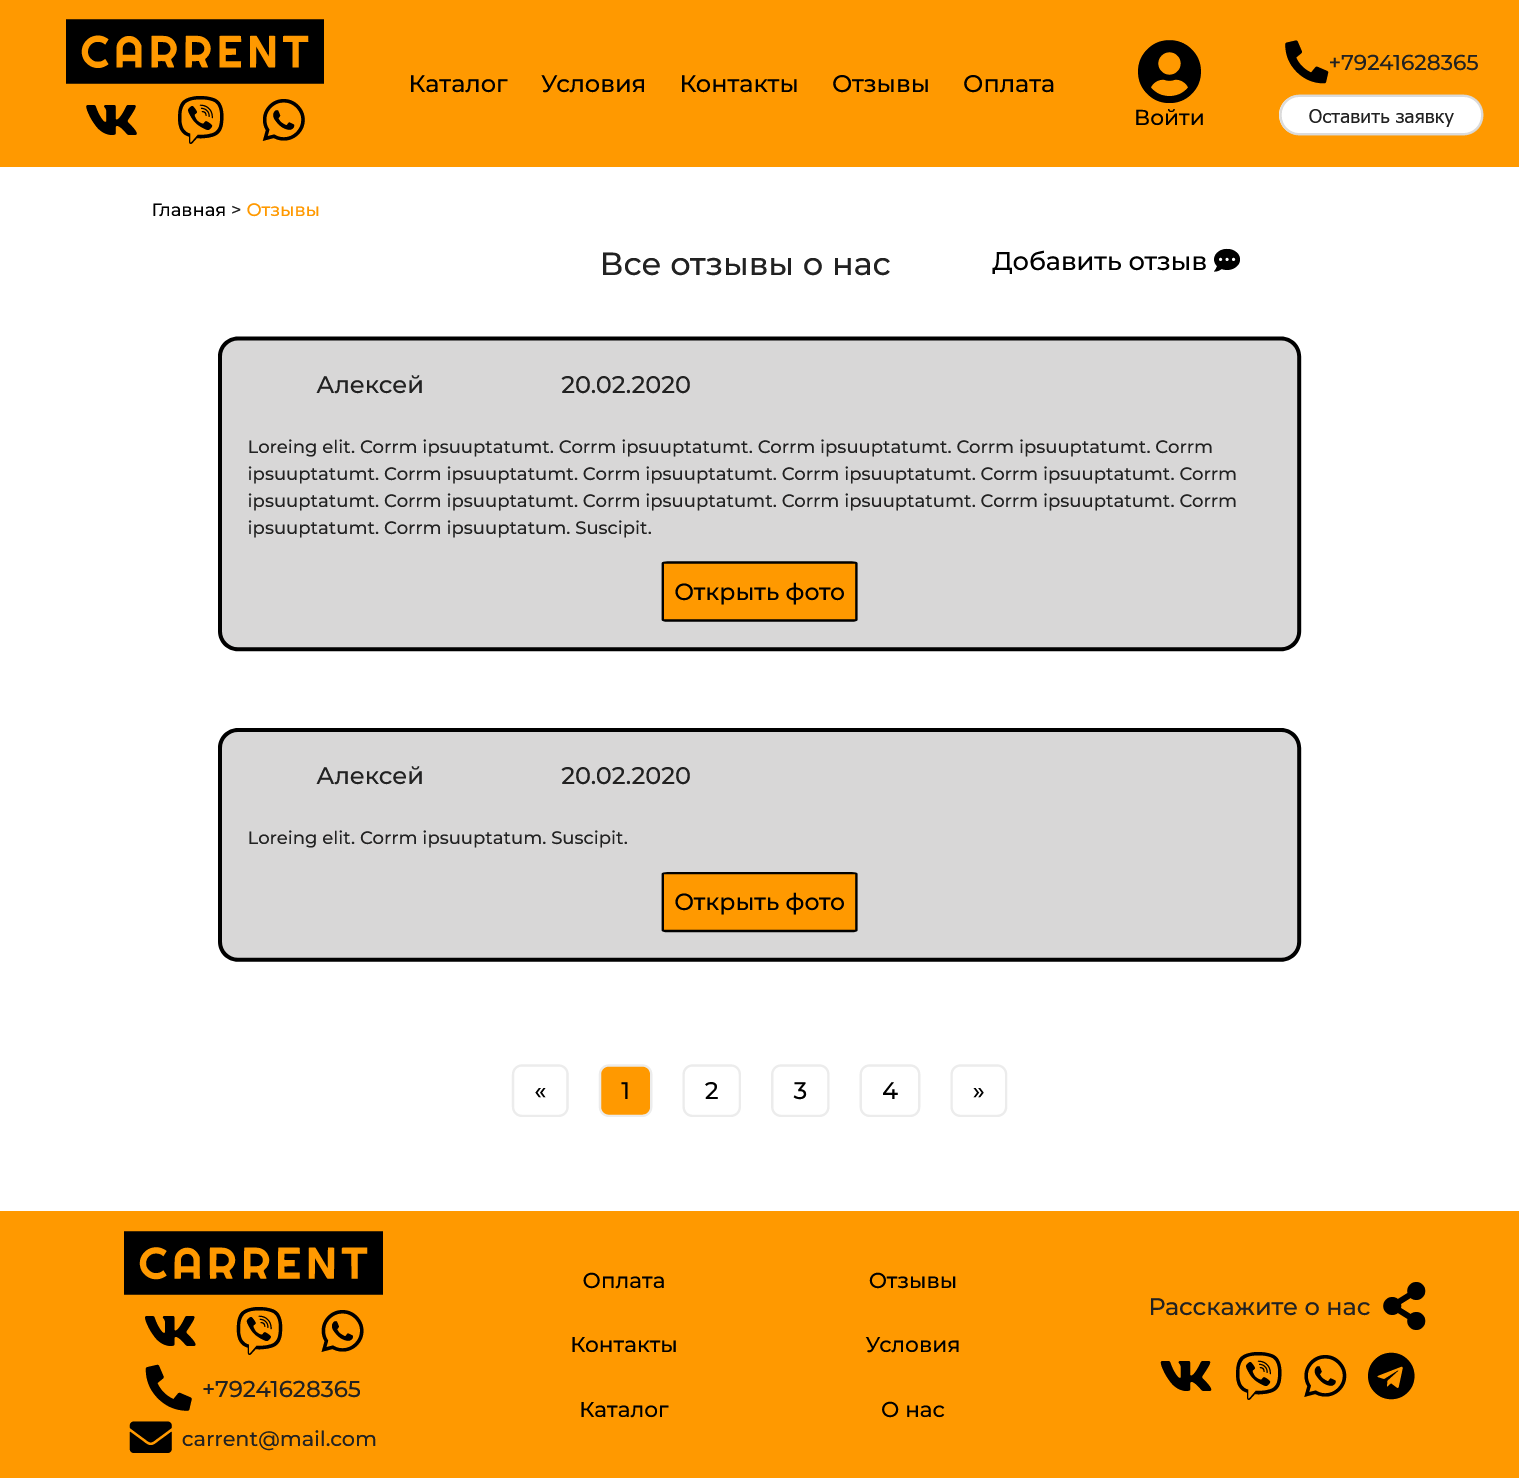 CARRENT
Каталог Условия Контакты Отзывы Оплата
Войти
+79241628365
Оставить заявку
Главная > Отзывы
Все отзывы о нас
Добавить отзыв
Алексей 20.02.2020
Loreing elit. Corrm ipsuuptatumt. Corrm ipsuuptatumt. Corrm ipsuuptatumt. Corrm ipsuuptatumt. Corrm
ipsuuptatumt. Corrm ipsuuptatumt. Corrm ipsuuptatumt. Corrm ipsuuptatumt. Corrm ipsuuptatumt. Corrm
ipsuuptatumt. Corrm ipsuuptatumt. Corrm ipsuuptatumt. Corrm ipsuuptatumt. Corrm ipsuuptatumt. Corrm
ipsuuptatumt. Corrm ipsuuptatum. Suscipit.
Открыть фото
Алексей 20.02.2020
Loreing elit. Corrm ipsuuptatum. Suscipit.
Открыть фото
« 1 2 3 4 »
CARRENT
+79241628365
carrent@mail.com
Оплата
Контакты
Каталог
Отзывы
Условия
О нас
Расскажите о нас